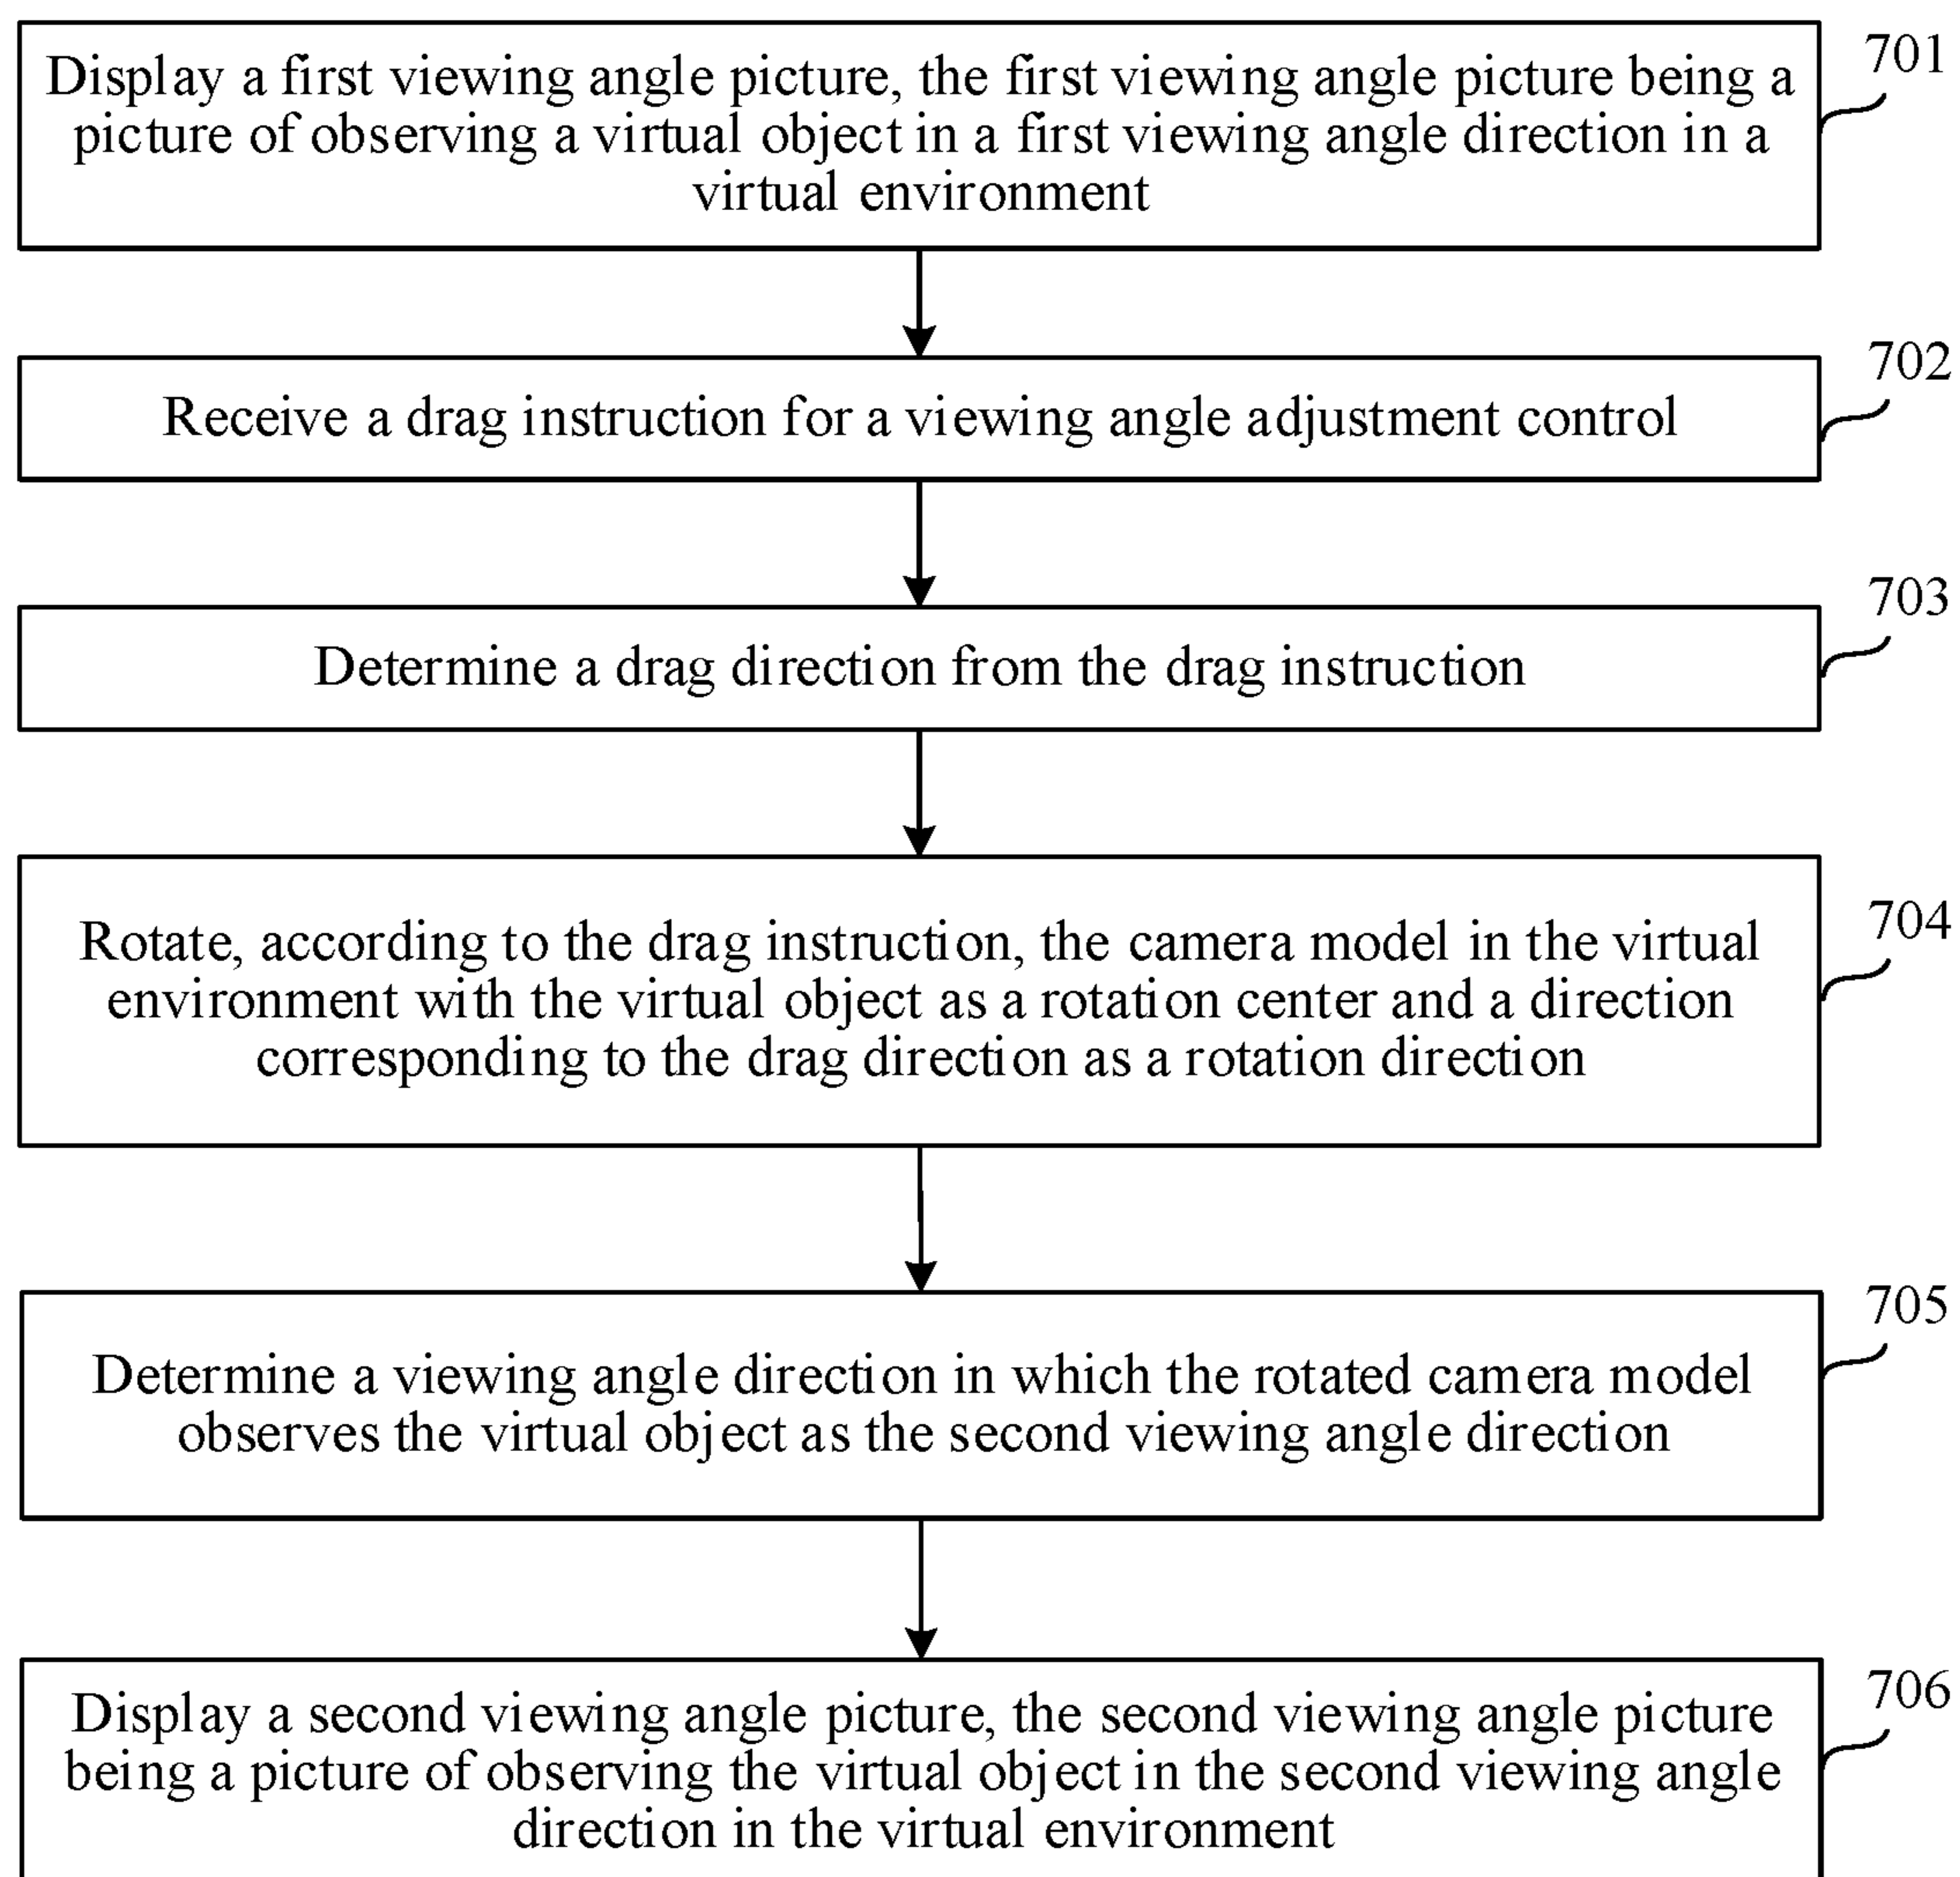 Display a first viewing angle picture, the first viewing angle picture being a
picture of observing a virtual object in a first viewing angle direction in a
virtual environment
701
Receive a drag instruction for a viewing angle adjustment control
702
Determine a drag direction from the drag instruction
703
Rotate, according to the drag instruction, the camera model in the virtual
environment with the virtual object as a rotation center and a direction
corresponding to the drag direction as a rotation direction
704
Determine a viewing angle direction in which the rotated camera model
observes the virtual object as the second viewing angle direction
705
Display a second viewing angle picture, the second viewing angle picture
being a picture of observing the virtual object in the second viewing angle
direction in the virtual environment
706